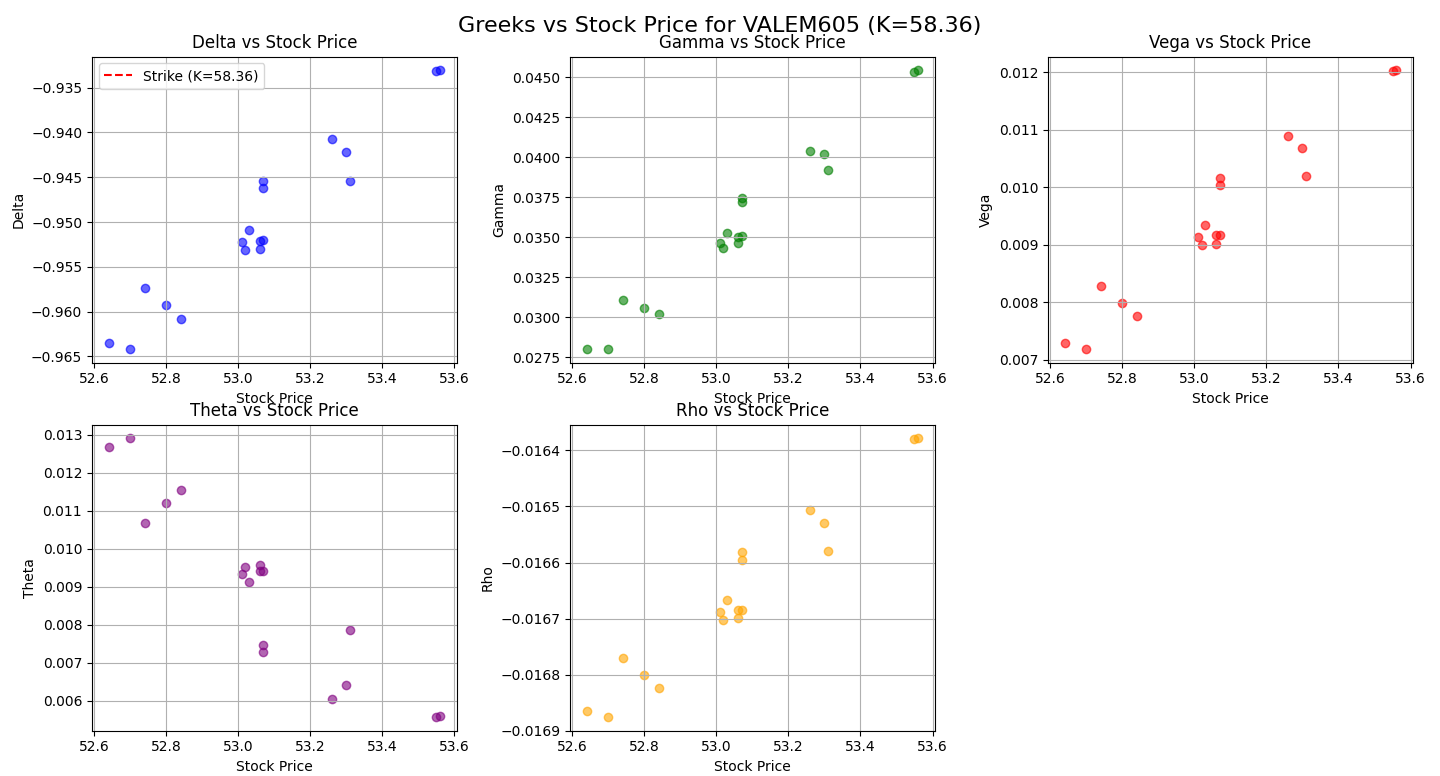 Greeks vs Stock Price for VALEM605 (K=58.36)
Delta vs Stock Price
Strike (K=58.36)
−0.935
−0.940
−0.945
−0.950
−0.955
−0.960
−0.965
Delta
52.6 52.8 53.0 53.2 53.4 53.6
Stock Price
Gamma vs Stock Price
0.0450
0.0425
0.0400
0.0375
0.0350
0.0325
0.0300
0.0275
Gamma
52.6 52.8 53.0 53.2 53.4 53.6
Stock Price
Vega vs Stock Price
0.012
0.011
0.010
0.009
0.008
0.007
Vega
52.6 52.8 53.0 53.2 53.4 53.6
Stock Price
Theta vs Stock Price
0.013
0.012
0.011
0.010
0.009
0.008
0.007
0.006
Theta
52.6 52.8 53.0 53.2 53.4 53.6
Stock Price
Rho vs Stock Price
−0.0164
−0.0165
−0.0166
−0.0167
−0.0168
−0.0169
Rho
52.6 52.8 53.0 53.2 53.4 53.6
Stock Price